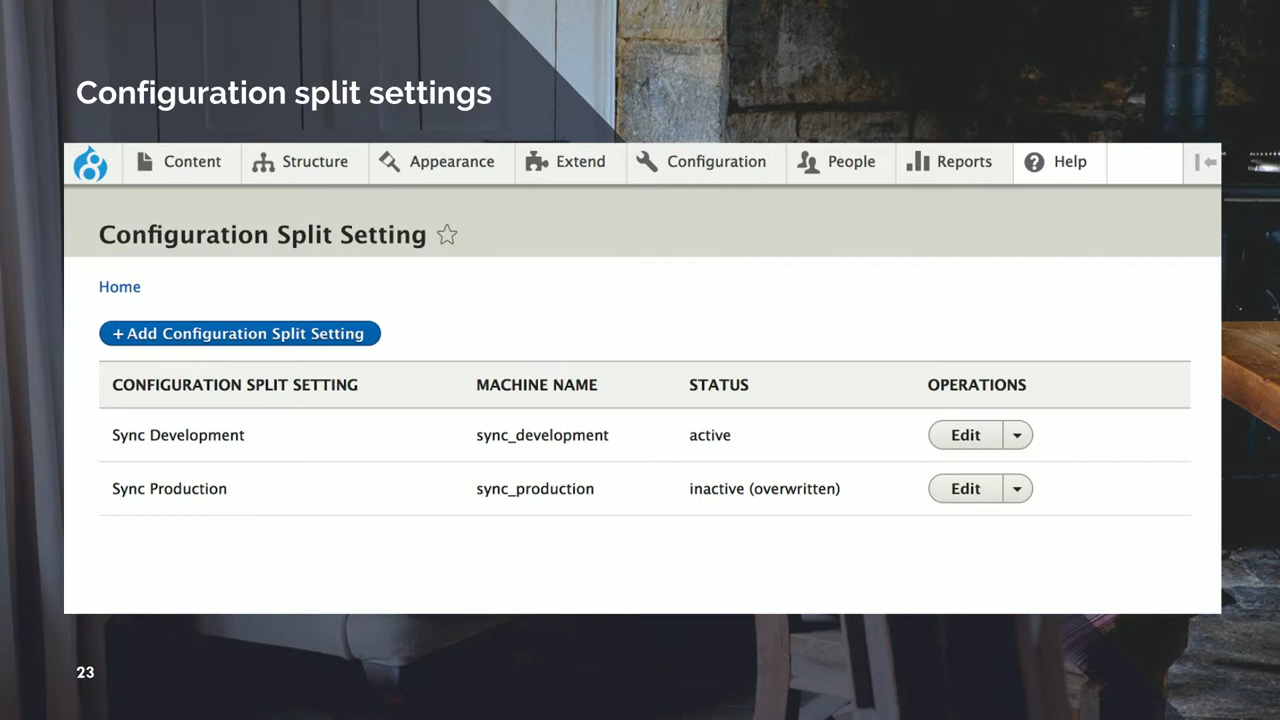 Configuration split settings
Content Structure Appearance Extend Configuration People Reports Help
Configuration Split Setting
Home
+ Add Configuration Split Setting
CONFIGURATION SPLIT SETTING MACHINE NAME STATUS OPERATIONS
Sync Development sync_development active Edit
Sync Production sync_production inactive (overwritten) Edit
23